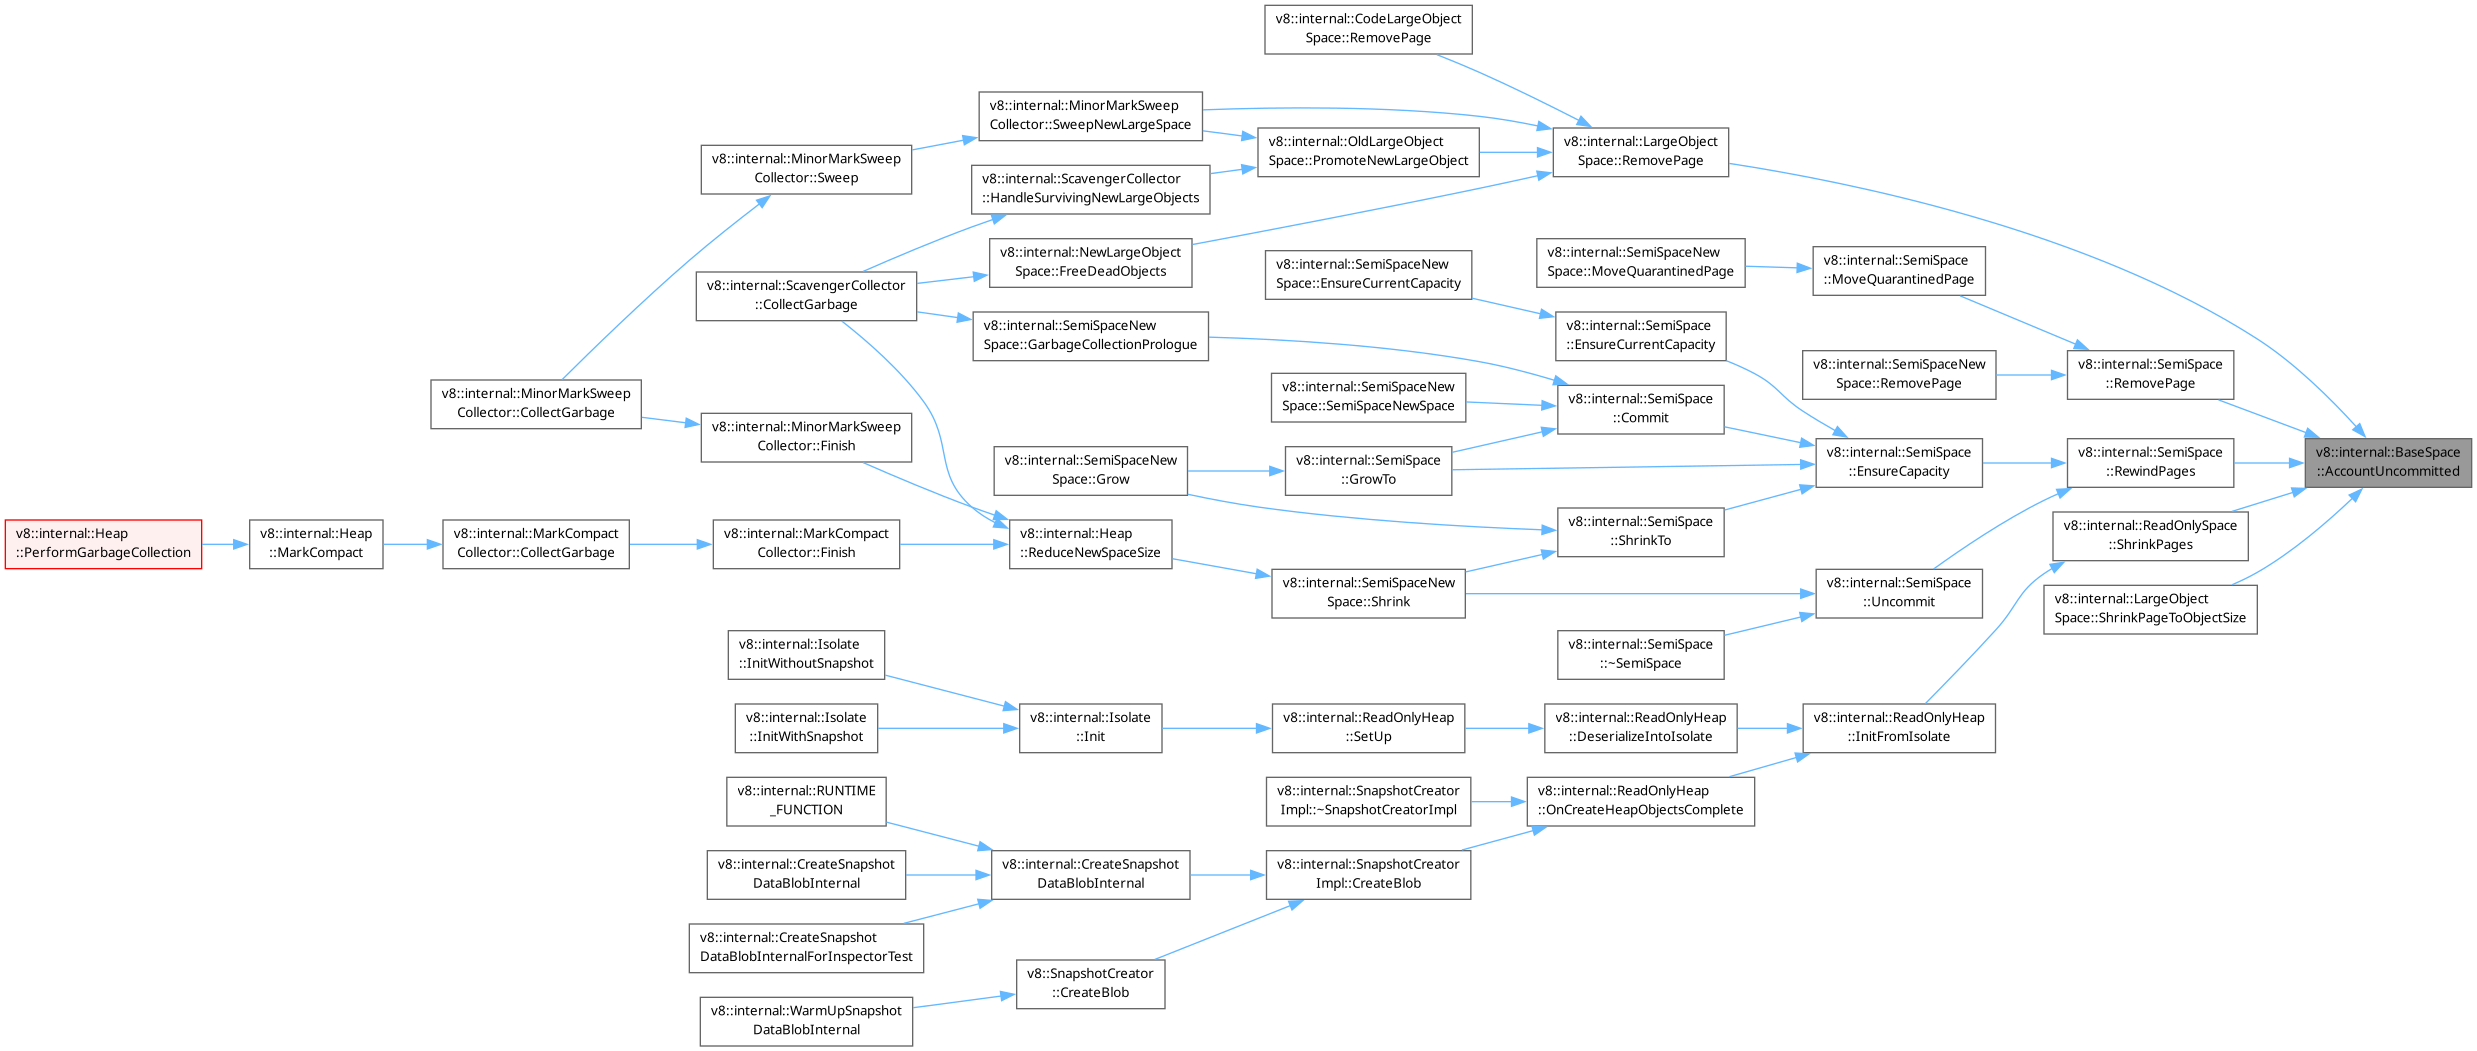 v8::internal::CodeLargeObject
Space::RemovePage
v8::internal::MinorMarkSweep
Collector::SweepNewLargeSpace
v8::internal::OldLargeObject
Space::PromoteNewLargeObject
v8::internal::LargeObject
Space::RemovePage
v8::internal::MinorMarkSweep
Collector::Sweep
v8::internal::ScavengerCollector
::HandleSurvivingNewLargeObjects
v8::internal::NewLargeObject
Space::FreeDeadObjects
v8::internal::SemiSpaceNew
Space::EnsureCurrentCapacity
v8::internal::SemiSpaceNew
Space::MoveQuarantinedPage
v8::internal::SemiSpace
::MoveQuarantinedPage
v8::internal::ScavengerCollector
::CollectGarbage
v8::internal::SemiSpaceNew
Space::GarbageCollectionPrologue
v8::internal::SemiSpace
::EnsureCurrentCapacity
v8::internal::SemiSpaceNew
Space::RemovePage
v8::internal::SemiSpace
::RemovePage
v8::internal::MinorMarkSweep
Collector::CollectGarbage
v8::internal::SemiSpaceNew
Space::SemiSpaceNewSpace
v8::internal::SemiSpace
::Commit
v8::internal::MinorMarkSweep
Collector::Finish
v8::internal::SemiSpaceNew
Space::Grow
v8::internal::SemiSpace
::GrowTo
v8::internal::SemiSpace
::EnsureCapacity
v8::internal::SemiSpace
::RewindPages
v8::internal::BaseSpace
::AccountUncommitted
v8::internal::Heap
::PerformGarbageCollection
v8::internal::Heap
::MarkCompact
v8::internal::MarkCompact
Collector::CollectGarbage
v8::internal::MarkCompact
Collector::Finish
v8::internal::Heap
::ReduceNewSpaceSize
v8::internal::SemiSpace
::ShrinkTo
v8::internal::ReadOnlySpace
::ShrinkPages
v8::internal::SemiSpaceNew
Space::Shrink
v8::internal::SemiSpace
::Uncommit
v8::internal::LargeObject
Space::ShrinkPageToObjectSize
v8::internal::Isolate
::InitWithoutSnapshot
v8::internal::SemiSpace
::~SemiSpace
v8::internal::Isolate
::InitWithSnapshot
v8::internal::Isolate
::Init
v8::internal::ReadOnlyHeap
::SetUp
v8::internal::ReadOnlyHeap
::DeserializeIntoIsolate
v8::internal::ReadOnlyHeap
::InitFromIsolate
v8::internal::RUNTIME
_FUNCTION
v8::internal::SnapshotCreator
Impl::~SnapshotCreatorImpl
v8::internal::ReadOnlyHeap
::OnCreateHeapObjectsComplete
v8::internal::CreateSnapshot
DataBlobInternal
v8::internal::CreateSnapshot
DataBlobInternal
v8::internal::SnapshotCreator
Impl::CreateBlob
v8::internal::CreateSnapshot
DataBlobInternalForInspectorTest
v8::SnapshotCreator
::CreateBlob
v8::internal::WarmUpSnapshot
DataBlobInternal